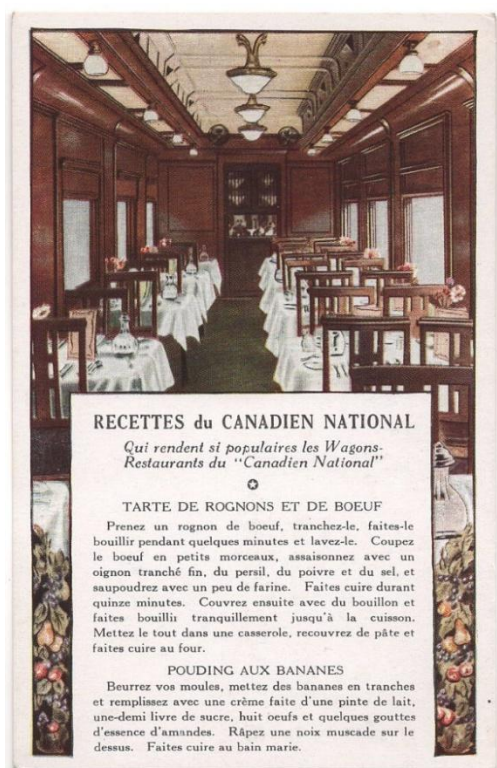 RECETTES du CANADIEN NATIONAL
Qui rendent si populaires les Wagons-
Restaurants du "Canadien National"
TARTE DE ROGNONS ET DE BOEUF
Prenez un rognon de boeuf, tranchez-le, faites-le
bouillir pendant quelques minutes et lavez-le. Coupez
le boeuf en petits morceaux, assaisonnez avec un
oignon tranché fin, du persil, du poivre et du sel, et
saupoudrez avec un peu de farine. Faites cuire durant
quinze minutes. Couvrez ensuite avec du bouillon et
faites bouillir tranquillement jusqu'à la cuisson.
Mettez le tout dans une casserole, recouvrez de pâte et
faites cuire au four.
POUDING AUX BANANES
Beurrez vos moules, mettez des bananes en tranches
et remplissez avec une crème faite d'une pinte de lait,
une-demi livre de sucre, huit oeufs et quelques gouttes
d'essence d'amandes. Râpez une noix muscade sur le
dessus. Faites cuire au bain marie.